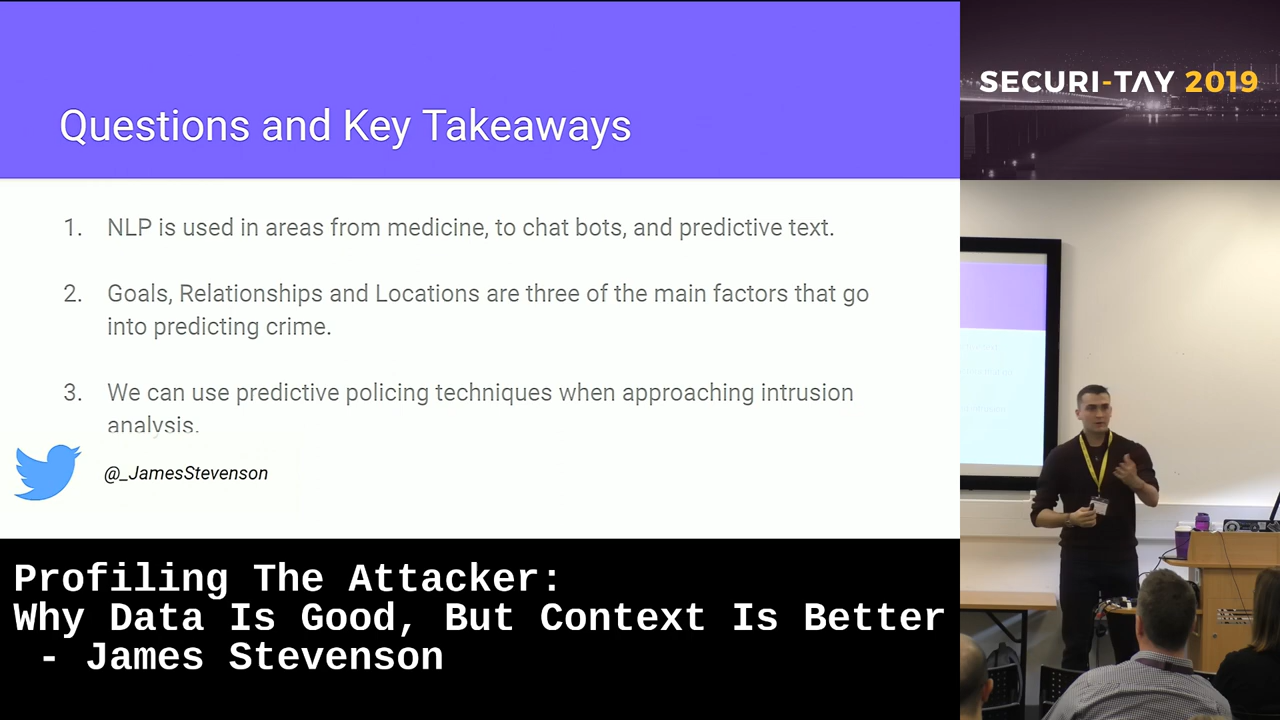 Questions and Key Takeaways
1. NLP is used in areas from medicine, to chat bots, and predictive text.
2. Goals, Relationships and Locations are three of the main factors that go
into predicting crime.
3. We can use predictive policing techniques when approaching intrusion
analysis.
@_JamesStevenson
SECURI-TAY 2019
Profiling The Attacker:
Why Data Is Good, But Context Is Better
- James Stevenson